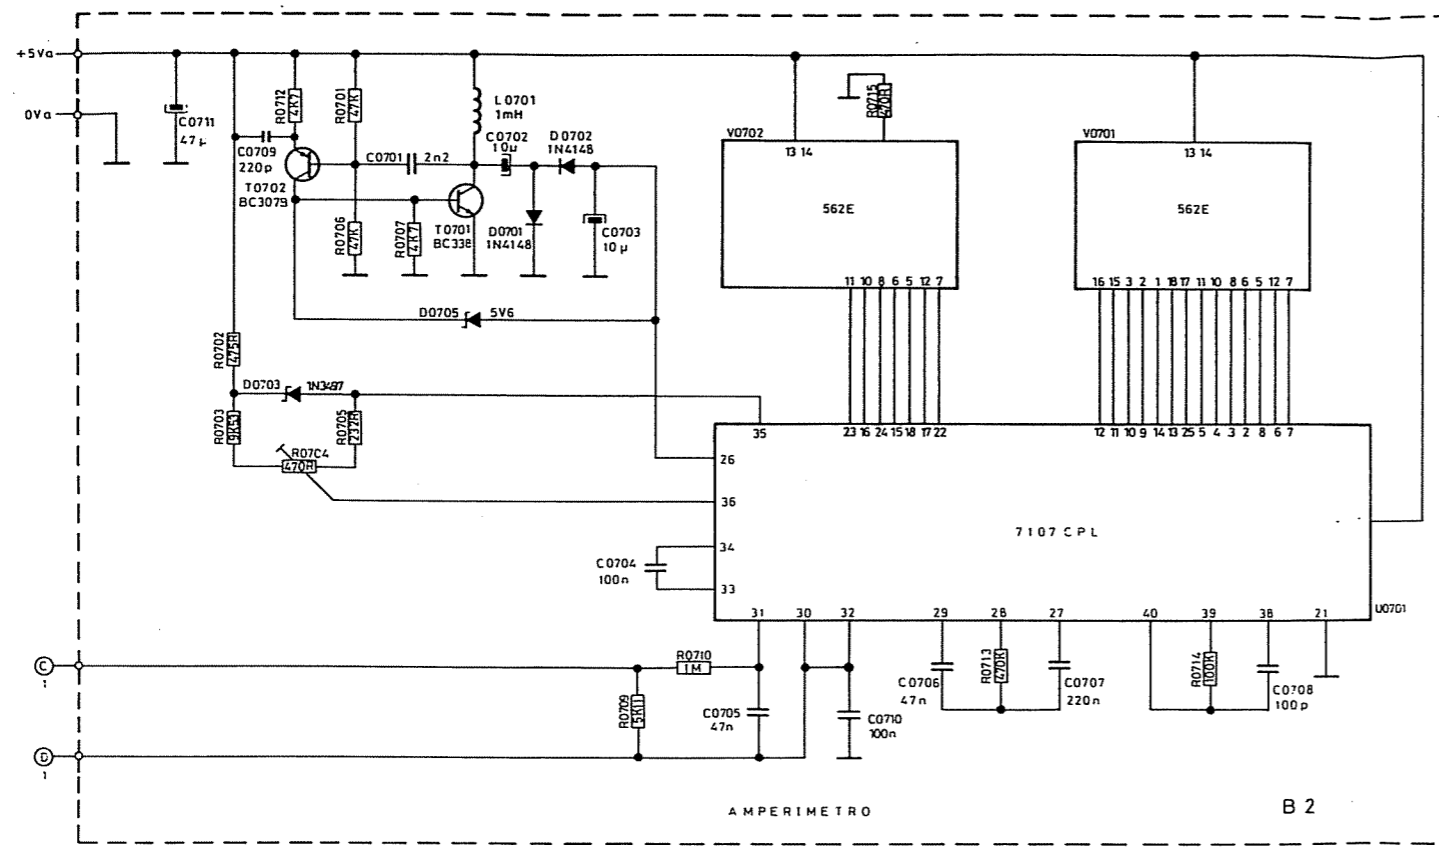 +5Va
0Va
C0711
47µ
R0712
4K7
R0701
47K
L0701
1mH
C0709
220p
T0702
BC307B
C0701 2n2
C0702
10µ
D0702
1N4148
R0706
47K
R0707
4K7
T0701
BC338
D0701
1N4148
C0703
10µ
D0705 5V6
R0702
475R
D0703
R0703
R0705
232R
R0704
470R
R0715
470R
V0702
13 14
562E
11 10 8 6 5 12 7
V0701
13 14
562E
16 15 3 2 1 18 17 11 10 8 6 5 12 7
35 23 16 24 15 18 17 22
12 11 10 9 14 13 25 5 4 3 2 8 6 7
26
36
34
33
C0704
100n
7107 CPL
31 30 32 29 28 27 40 39 38 21
U0701
C
1
R0710
1M
R0709
5K11
C0705
47n
C0710
100n
C0706
47n
R0713
470K
C0707
220n
R0714
100K
C0708
100p
D
1
AMPERIMETRO
B2